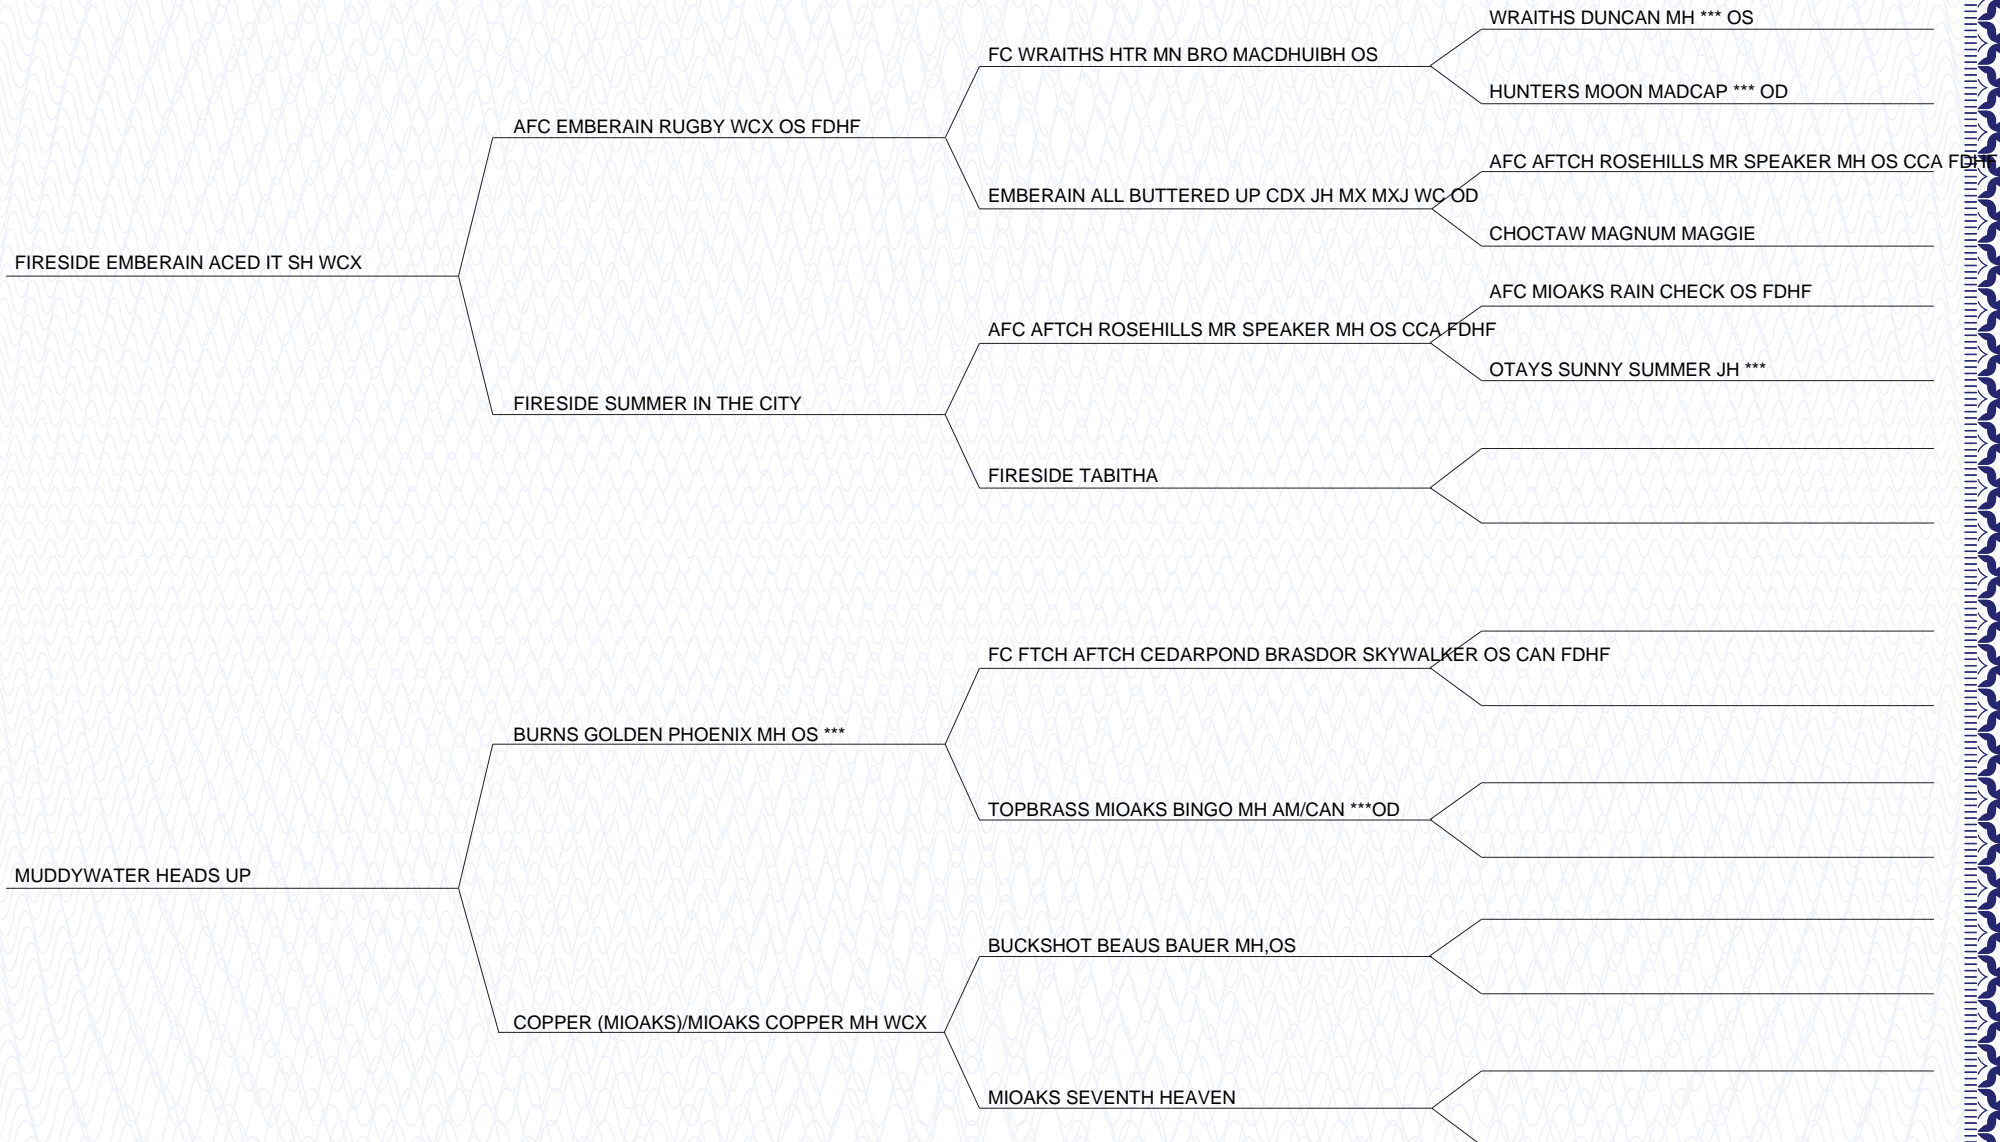 WRAITHS DUNCAN MH *** OS
FC WRAITHS HTR MN BRO MACDHUIBH OS
HUNTERS MOON MADCAP *** OD
AFC EMBERAIN RUGBY WCX OS FDHF
AFC AFTCH ROSEHILLS MR SPEAKER MH OS CCA FDHF
EMBERAIN ALL BUTTERED UP CDX JH MX MXJ WC OD
CHOCTAW MAGNUM MAGGIE
FIRESIDE EMBERAIN ACED IT SH WCX
AFC MIOAKS RAIN CHECK OS FDHF
AFC AFTCH ROSEHILLS MR SPEAKER MH OS CCA FDHF
OTAYS SUNNY SUMMER JH ***
FIRESIDE SUMMER IN THE CITY
FIRESIDE TABITHA
FC FTCH AFTCH CEDARPOND BRASDOR SKYWALKER OS CAN FDHF
BURNS GOLDEN PHOENIX MH OS ***
TOPBRASS MIOAKS BINGO MH AM/CAN ***OD
MUDDYWATER HEADS UP
BUCKSHOT BEAUS BAUER MH,OS
COPPER (MIOAKS)/MIOAKS COPPER MH WCX
MIOAKS SEVENTH HEAVEN